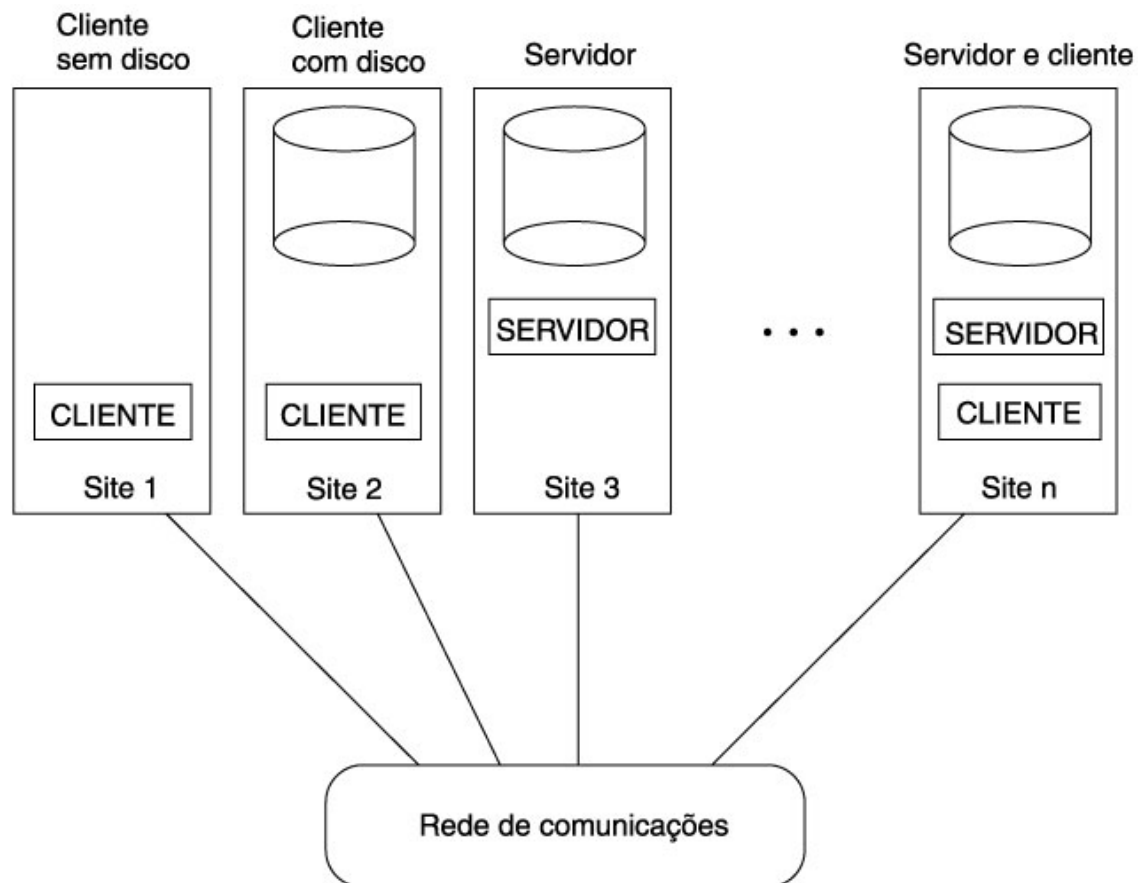 Cliente
sem disco
Cliente
com disco
Servidor
Servidor e cliente
SERVIDOR
SERVIDOR
CLIENTE
CLIENTE
CLIENTE
Site 1
Site 2
Site 3
Site n
Rede de comunicações